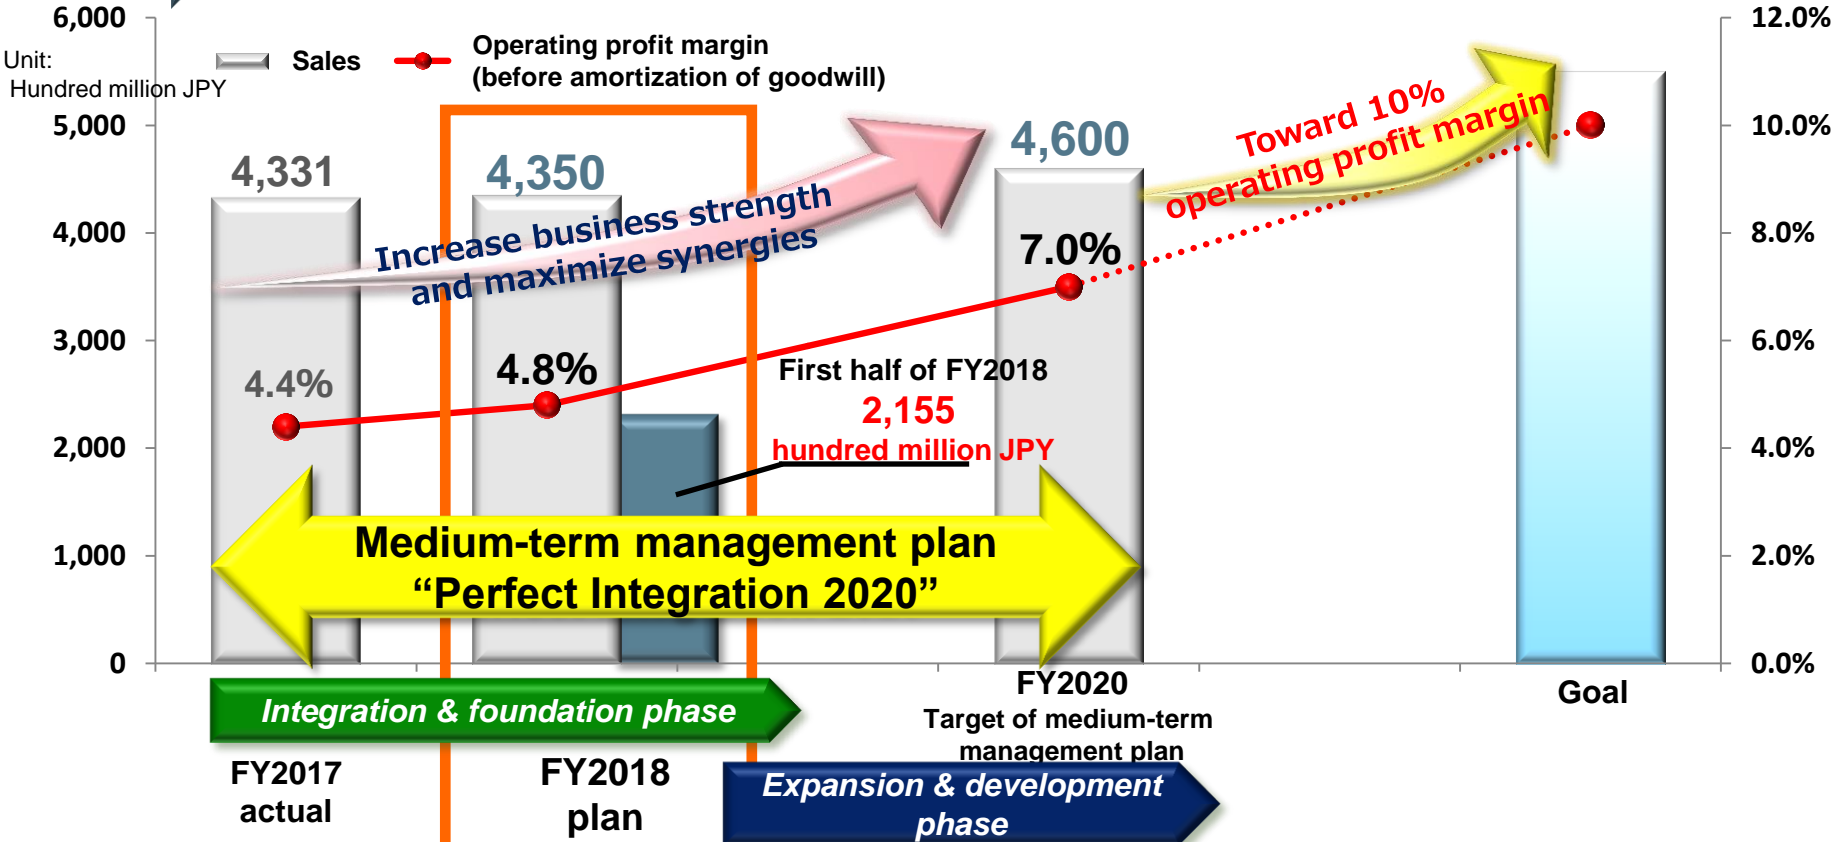 6,000
12.0%
Unit:
Hundred million JPY
Sales
Operating profit margin
(before amortization of goodwill)
5,000
10.0%
4,331
4,350
4,600
Toward 10%
operating profit margin
Increase business strength
and maximize synergies
4,000
8.0%
7.0%
3,000
6.0%
4.4%
4.8%
First half of FY2018
2,155
hundred million JPY
2,000
4.0%
Medium-term management plan
“Perfect Integration 2020”
1,000
2.0%
0
0.0%
Integration & foundation phase
FY2020
Target of medium-term
management plan
Goal
FY2017
actual
FY2018
plan
Expansion & development
phase